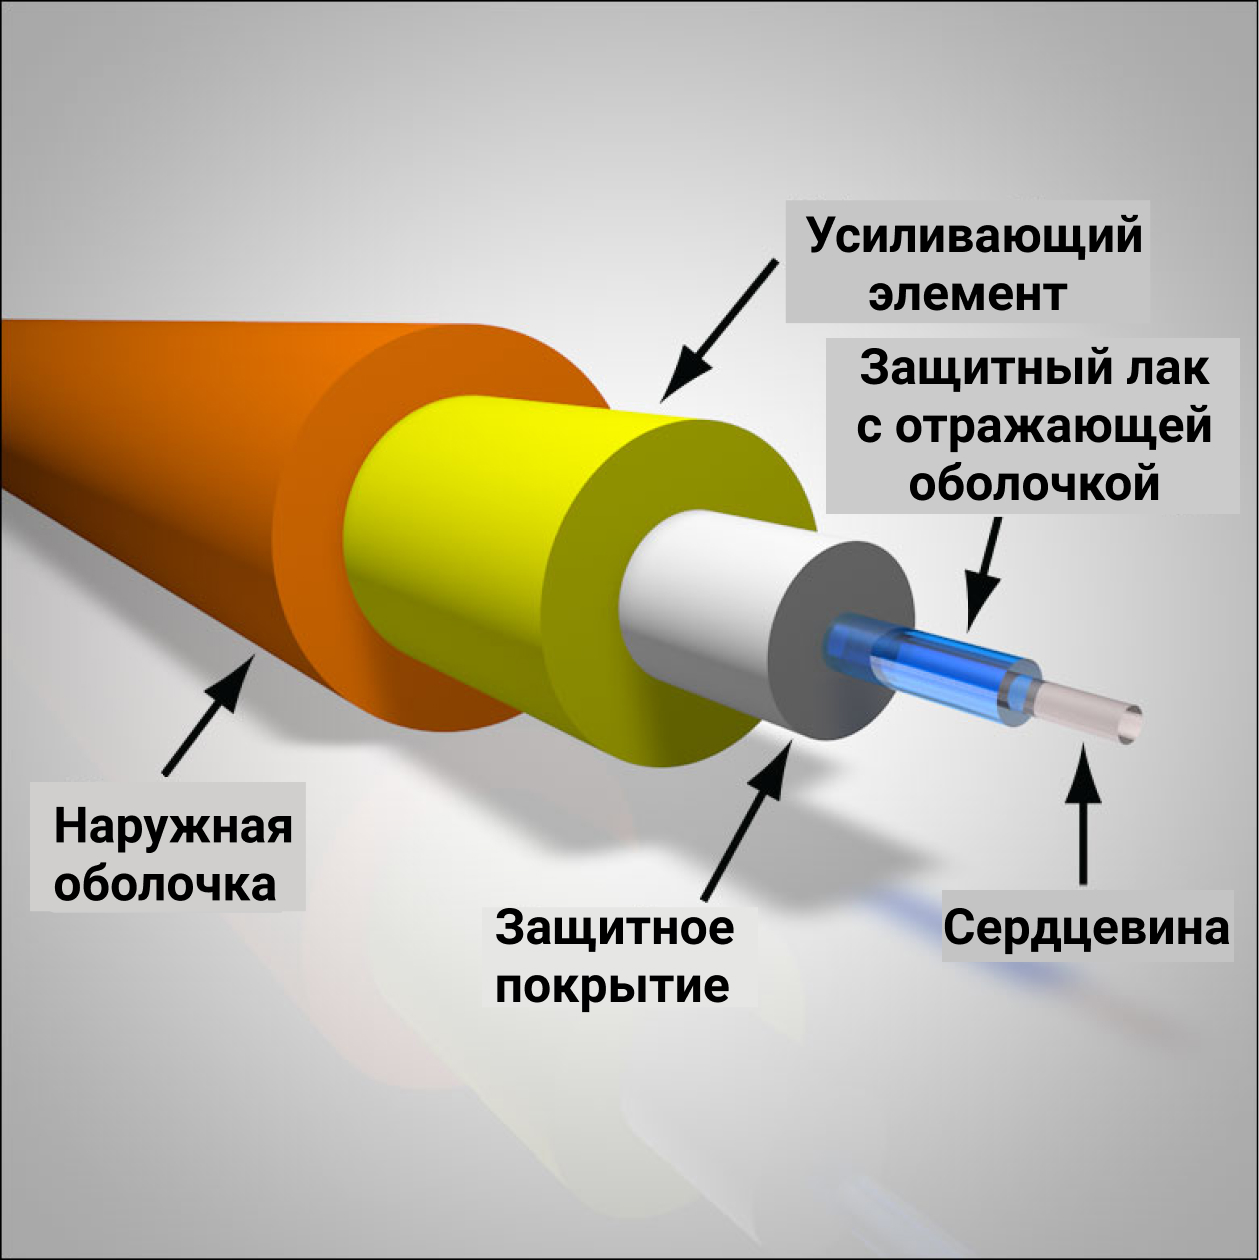 Усиливающий
элемент
Защитный лак
с отражающей
оболочкой
Наружная
оболочка
Защитное
покрытие
Сердцевина